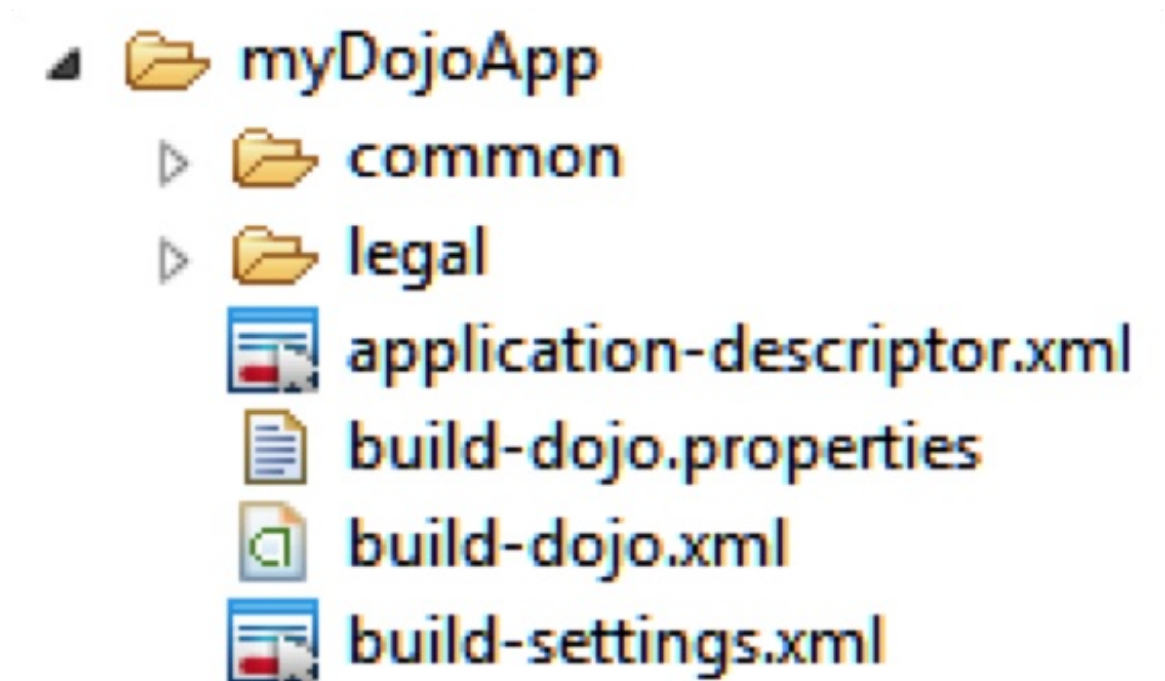 myDojoApp
common
legal
application-descriptor.xml
build-dojo.properties
build-dojo.xml
build-settings.xml